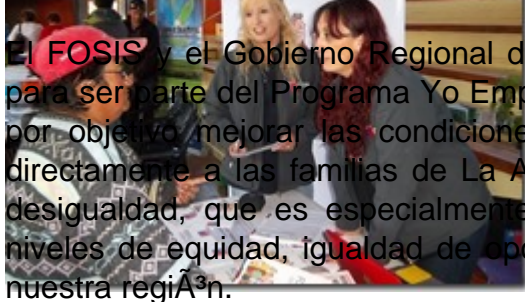 El FOSIS y el Gobierno Regional d
para ser parte del Programa Yo Emp
por objetivo mejorar las condicione
directamente a las familias de La A
desigualdad, que es especialmente
niveles de equidad, igualdad de opo
nuestra regiÃ³n.